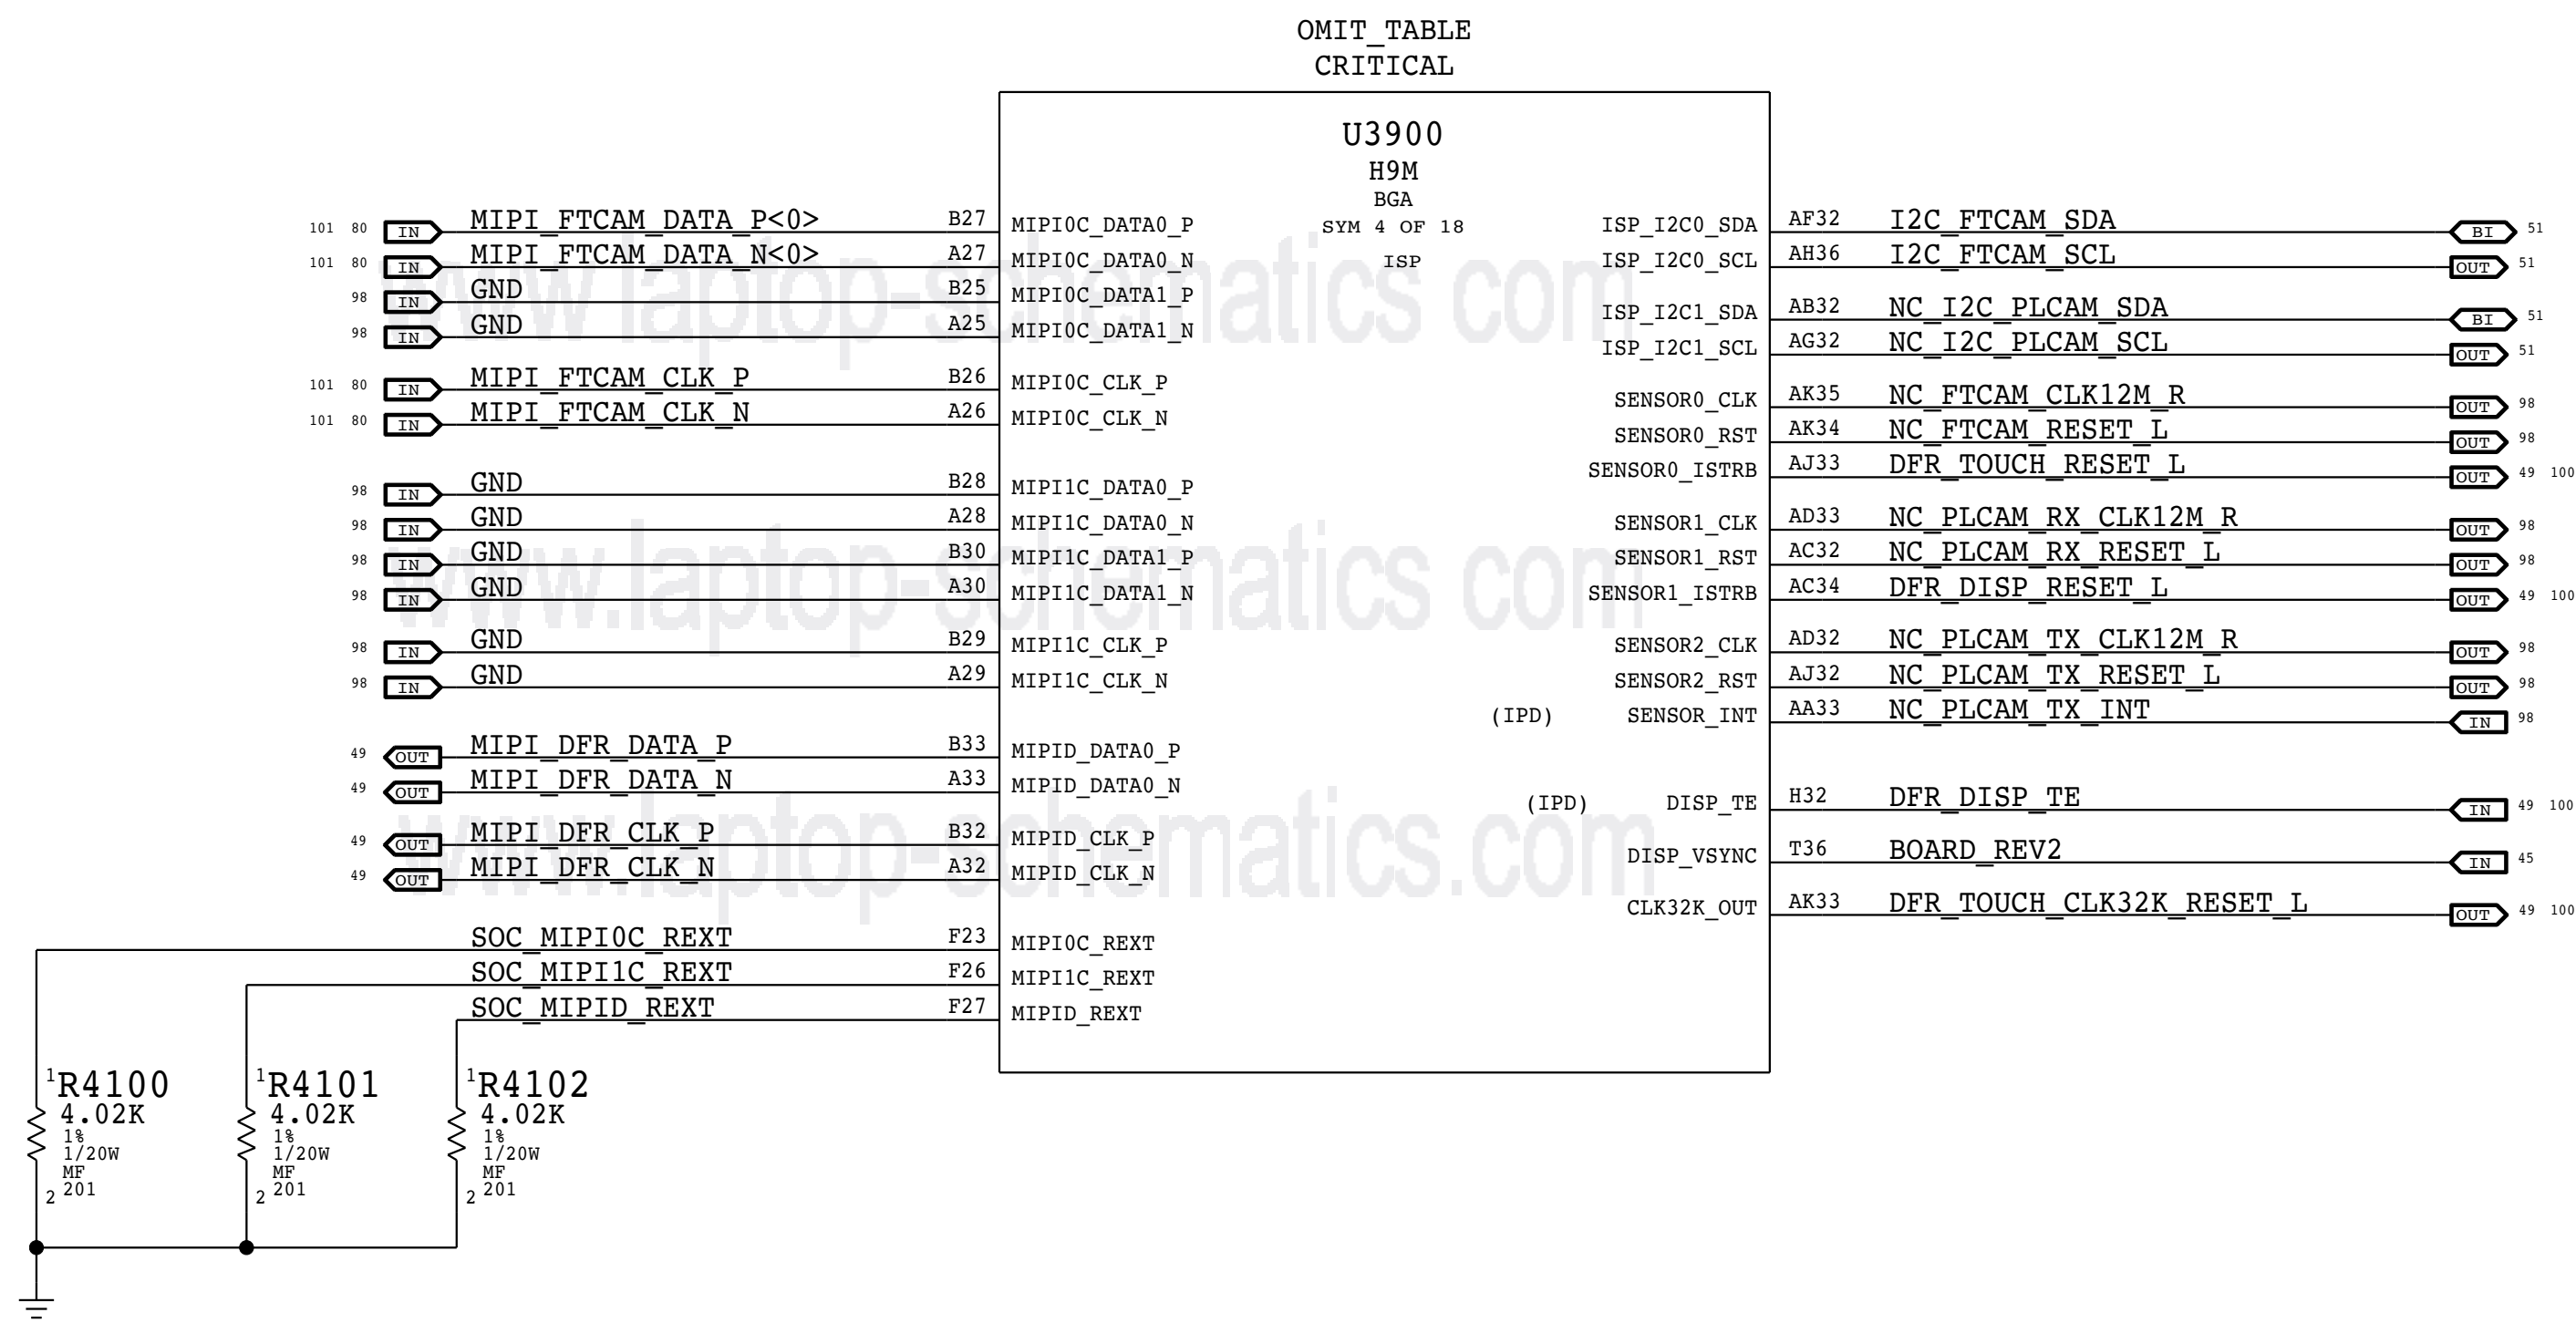 OMIT_TABLE
CRITICAL
U3900
H9M
BGA
SYM 4 OF 18
ISP
101 80 IN MIPI_FTCAM_DATA_P<0> B27 MIPI0C_DATA0_P
101 80 IN MIPI_FTCAM_DATA_N<0> A27 MIPI0C_DATA0_N
98 IN GND B25 MIPI0C_DATA1_P
98 IN GND A25 MIPI0C_DATA1_N
101 80 IN MIPI_FTCAM_CLK_P B26 MIPI0C_CLK_P
101 80 IN MIPI_FTCAM_CLK_N A26 MIPI0C_CLK_N
98 IN GND B28 MIPI1C_DATA0_P
98 IN GND A28 MIPI1C_DATA0_N
98 IN GND B30 MIPI1C_DATA1_P
98 IN GND A30 MIPI1C_DATA1_N
98 IN GND B29 MIPI1C_CLK_P
98 IN GND A29 MIPI1C_CLK_N
49 OUT MIPI_DFR_DATA_P B33 MIPID_DATA0_P
49 OUT MIPI_DFR_DATA_N A33 MIPID_DATA0_N
49 OUT MIPI_DFR_CLK_P B32 MIPID_CLK_P
49 OUT MIPI_DFR_CLK_N A32 MIPID_CLK_N
SOC_MIPI0C_REXT F23 MIPI0C_REXT
SOC_MIPI1C_REXT F26 MIPI1C_REXT
SOC_MIPID_REXT F27 MIPID_REXT
ISP_I2C0_SDA AF32 I2C_FTCAM_SDA BI 51
ISP_I2C0_SCL AH36 I2C_FTCAM_SCL OUT 51
ISP_I2C1_SDA AB32 NC_I2C_PLCAM_SDA BI 51
ISP_I2C1_SCL AG32 NC_I2C_PLCAM_SCL OUT 51
SENSOR0_CLK AK35 NC_FTCAM_CLK12M_R OUT 98
SENSOR0_RST AK34 NC_FTCAM_RESET_L OUT 98
SENSOR0_ISTRB AJ33 DFR_TOUCH_RESET_L OUT 49 100
SENSOR1_CLK AD33 NC_PLCAM_RX_CLK12M_R OUT 98
SENSOR1_RST AC32 NC_PLCAM_RX_RESET_L OUT 98
SENSOR1_ISTRB AC34 DFR_DISP_RESET_L OUT 49 100
SENSOR2_CLK AD32 NC_PLCAM_TX_CLK12M_R OUT 98
SENSOR2_RST AJ32 NC_PLCAM_TX_RESET_L OUT 98
(IPD) SENSOR_INT AA33 NC_PLCAM_TX_INT IN 98
(IPD) DISP_TE H32 DFR_DISP_TE IN 49 100
DISP_VSYNC T36 BOARD_REV2 IN 45
CLK32K_OUT AK33 DFR_TOUCH_CLK32K_RESET_L OUT 49 100
1 R4100
4.02K
1%
1/20W
MF
2 201
1 R4101
4.02K
1%
1/20W
MF
2 201
1 R4102
4.02K
1%
1/20W
MF
2 201
www laptop-schematics com
www.laptop-schematics com
www.laptop-schematics.com